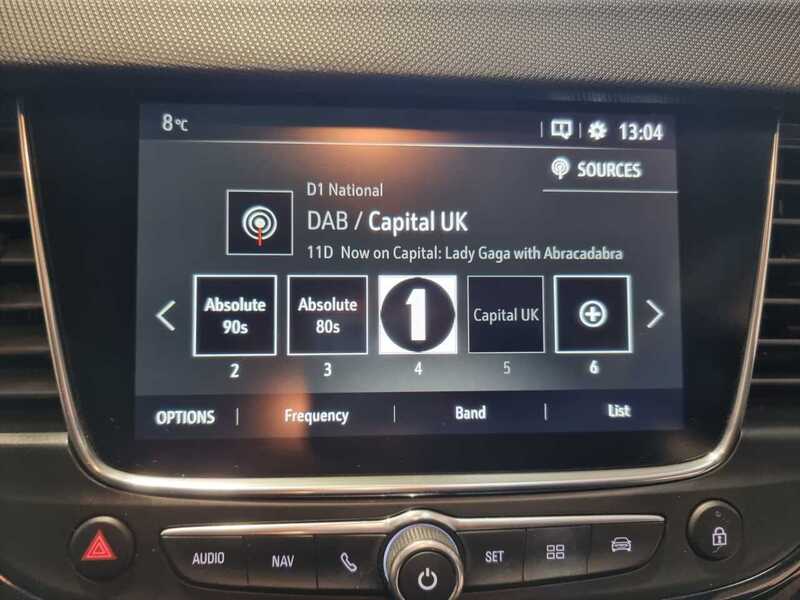 8°C
13:04
SOURCES
D1 National
DAB / Capital UK
11D Now on Capital: Lady Gaga with Abracadabra
Absolute
90s
Absolute
80s
1
Capital UK
2
3
4
5
6
OPTIONS
Frequency
Band
List
AUDIO
NAV
SET